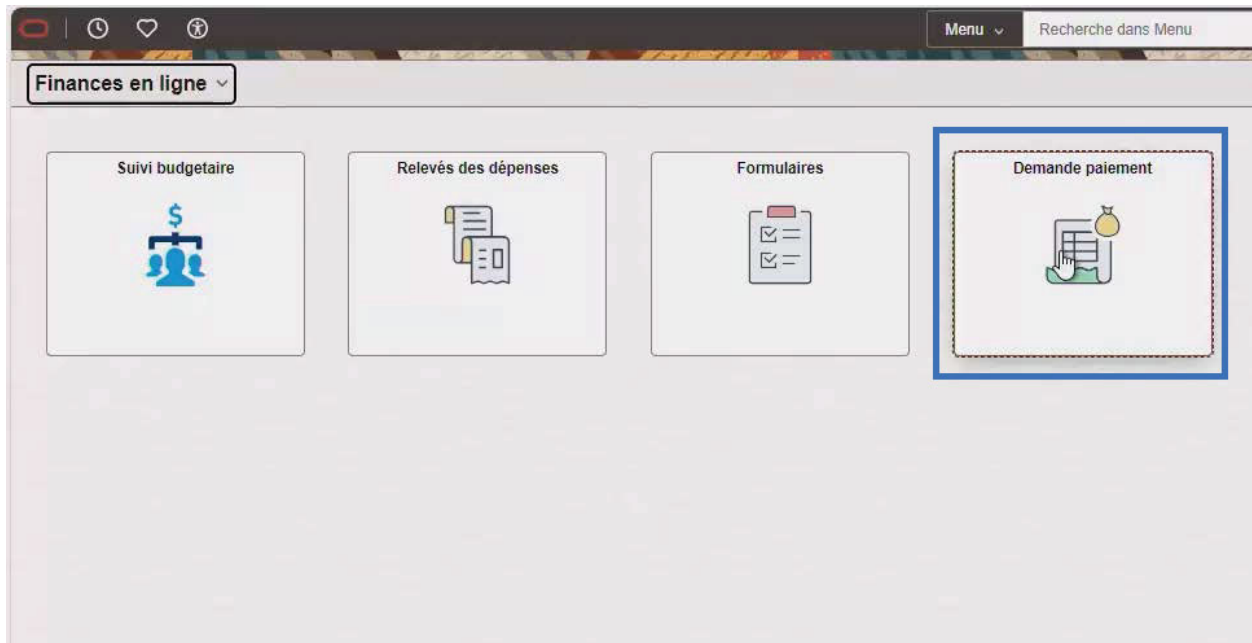 Menu
Recherche dans Menu
Finances en ligne
Suivi budgetaire
Relevés des dépenses
Formulaires
Demande paiement
$